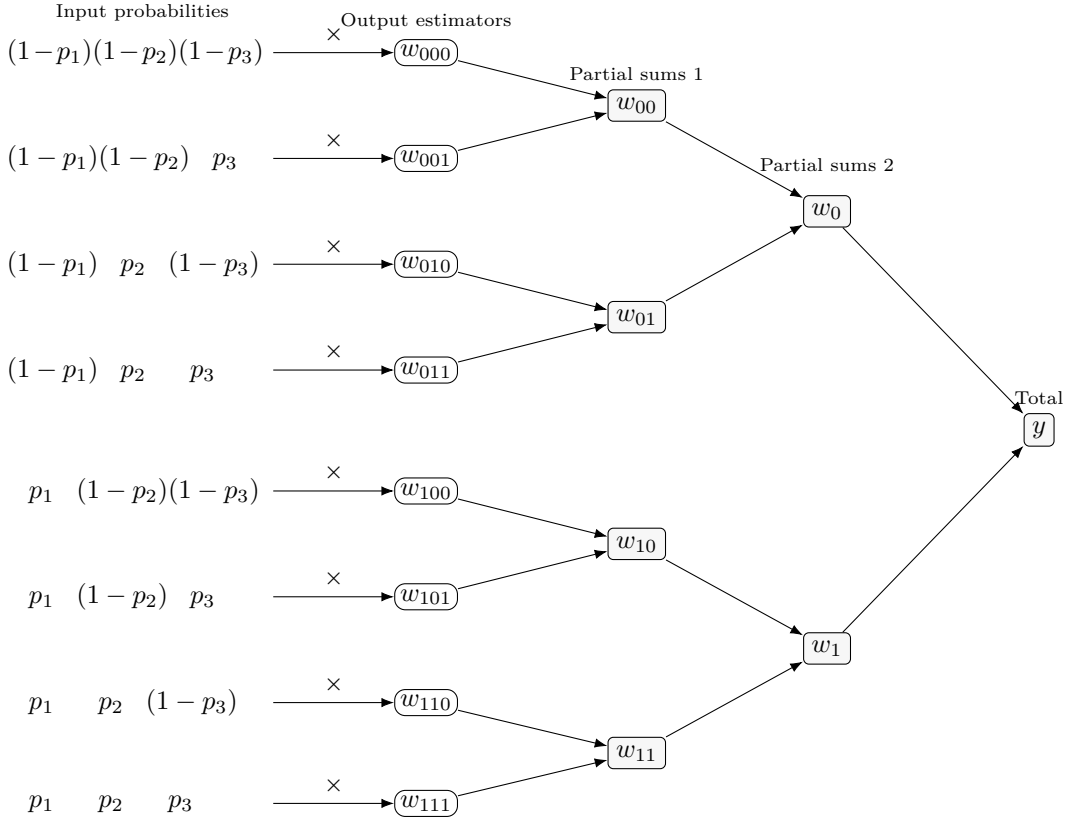 Input probabilities
Output estimators
(1−p₁)(1−p₂)(1−p₃) × w₀₀₀
Partial sums 1
w₀₀
(1−p₁)(1−p₂) p₃ × w₀₀₁
Partial sums 2
w₀
(1−p₁) p₂ (1−p₃) × w₀₁₀
w₀₁
(1−p₁) p₂ p₃ × w₀₁₁
Total
y
p₁ (1−p₂)(1−p₃) × w₁₀₀
w₁₀
p₁ (1−p₂) p₃ × w₁₀₁
w₁
p₁ p₂ (1−p₃) × w₁₁₀
w₁₁
p₁ p₂ p₃ × w₁₁₁